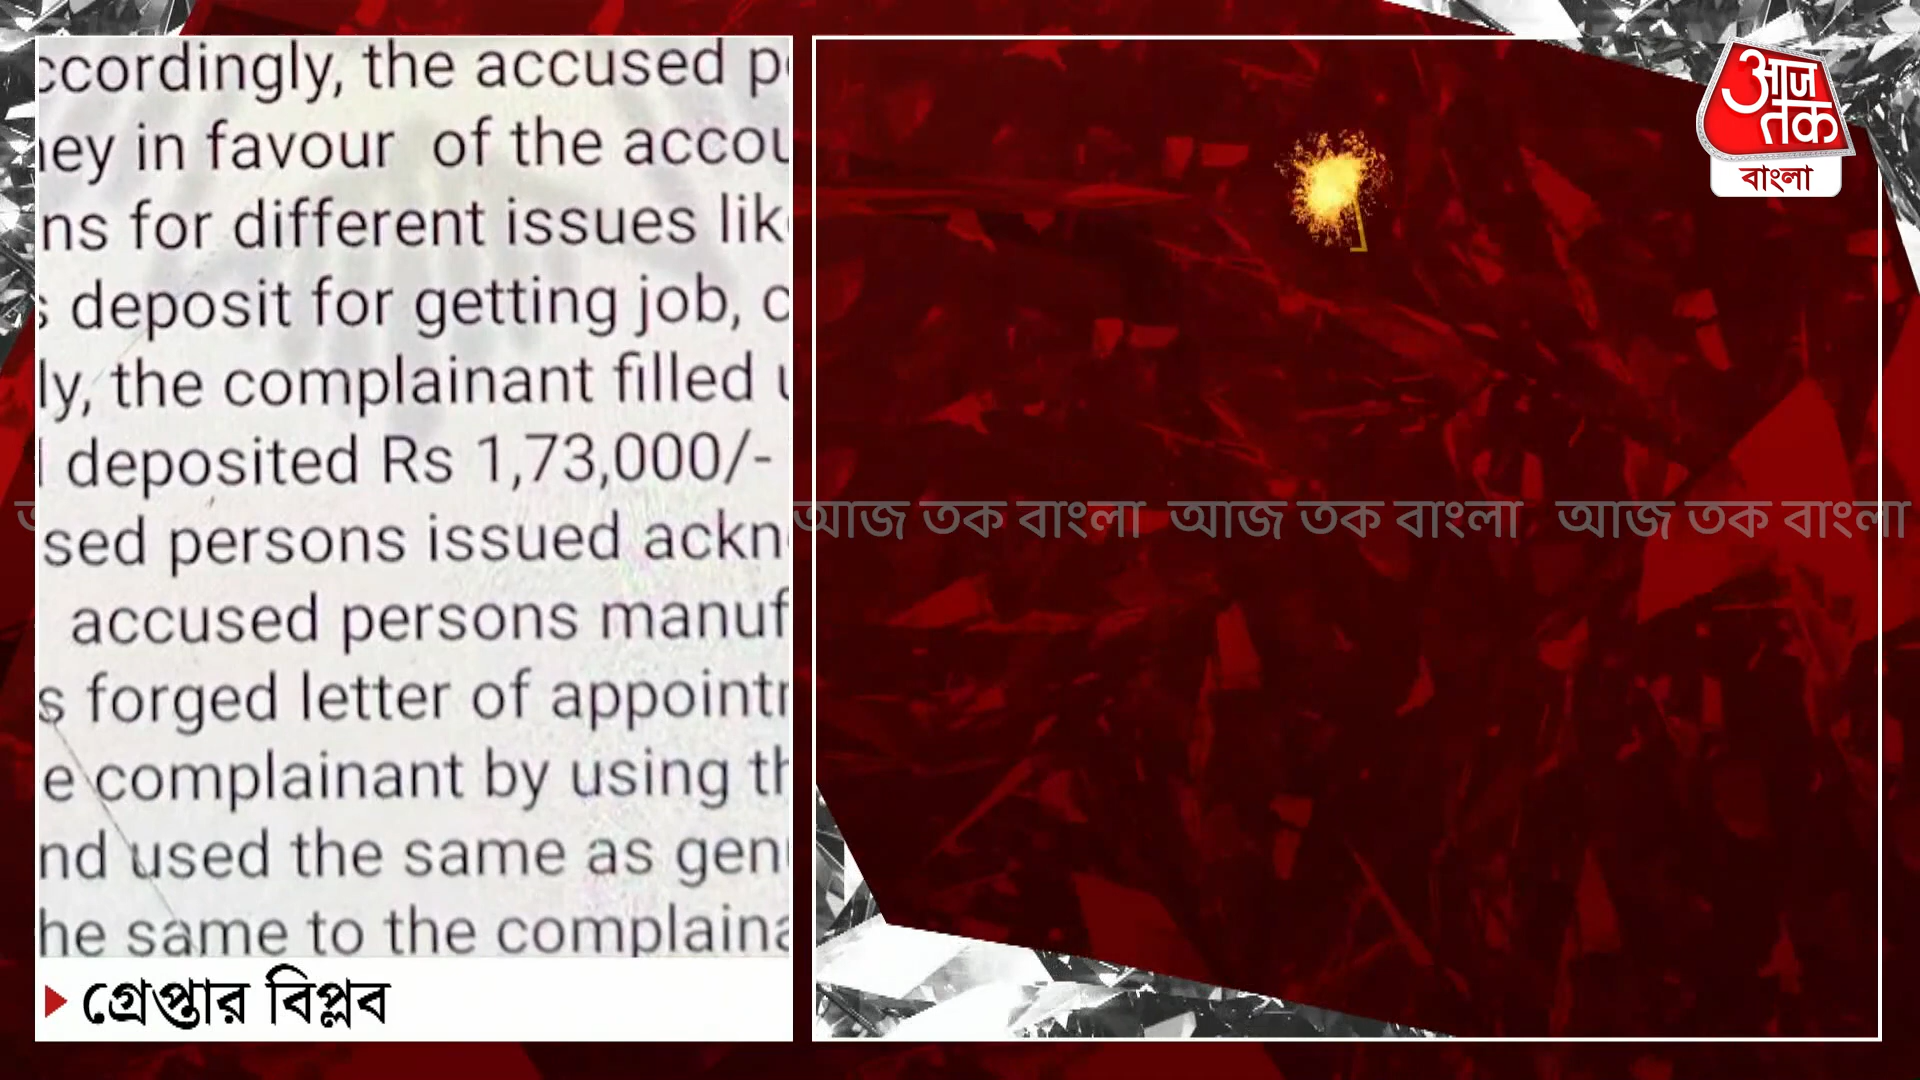 ccordingly, the accused p
ney in favour of the accou
ns for different issues lik
s deposit for getting job, c
ly, the complainant filled u
deposited Rs 1,73,000/-
sed persons issued ackn
accused persons manuf
s forged letter of appoint
e complainant by using th
nd used the same as gen
he same to the complaina
গ্রেপ্তার বিপ্লব
আজ तक
বাংলা
আজ তক বাংলা আজ তক বাংলা আজ তক বাংলা